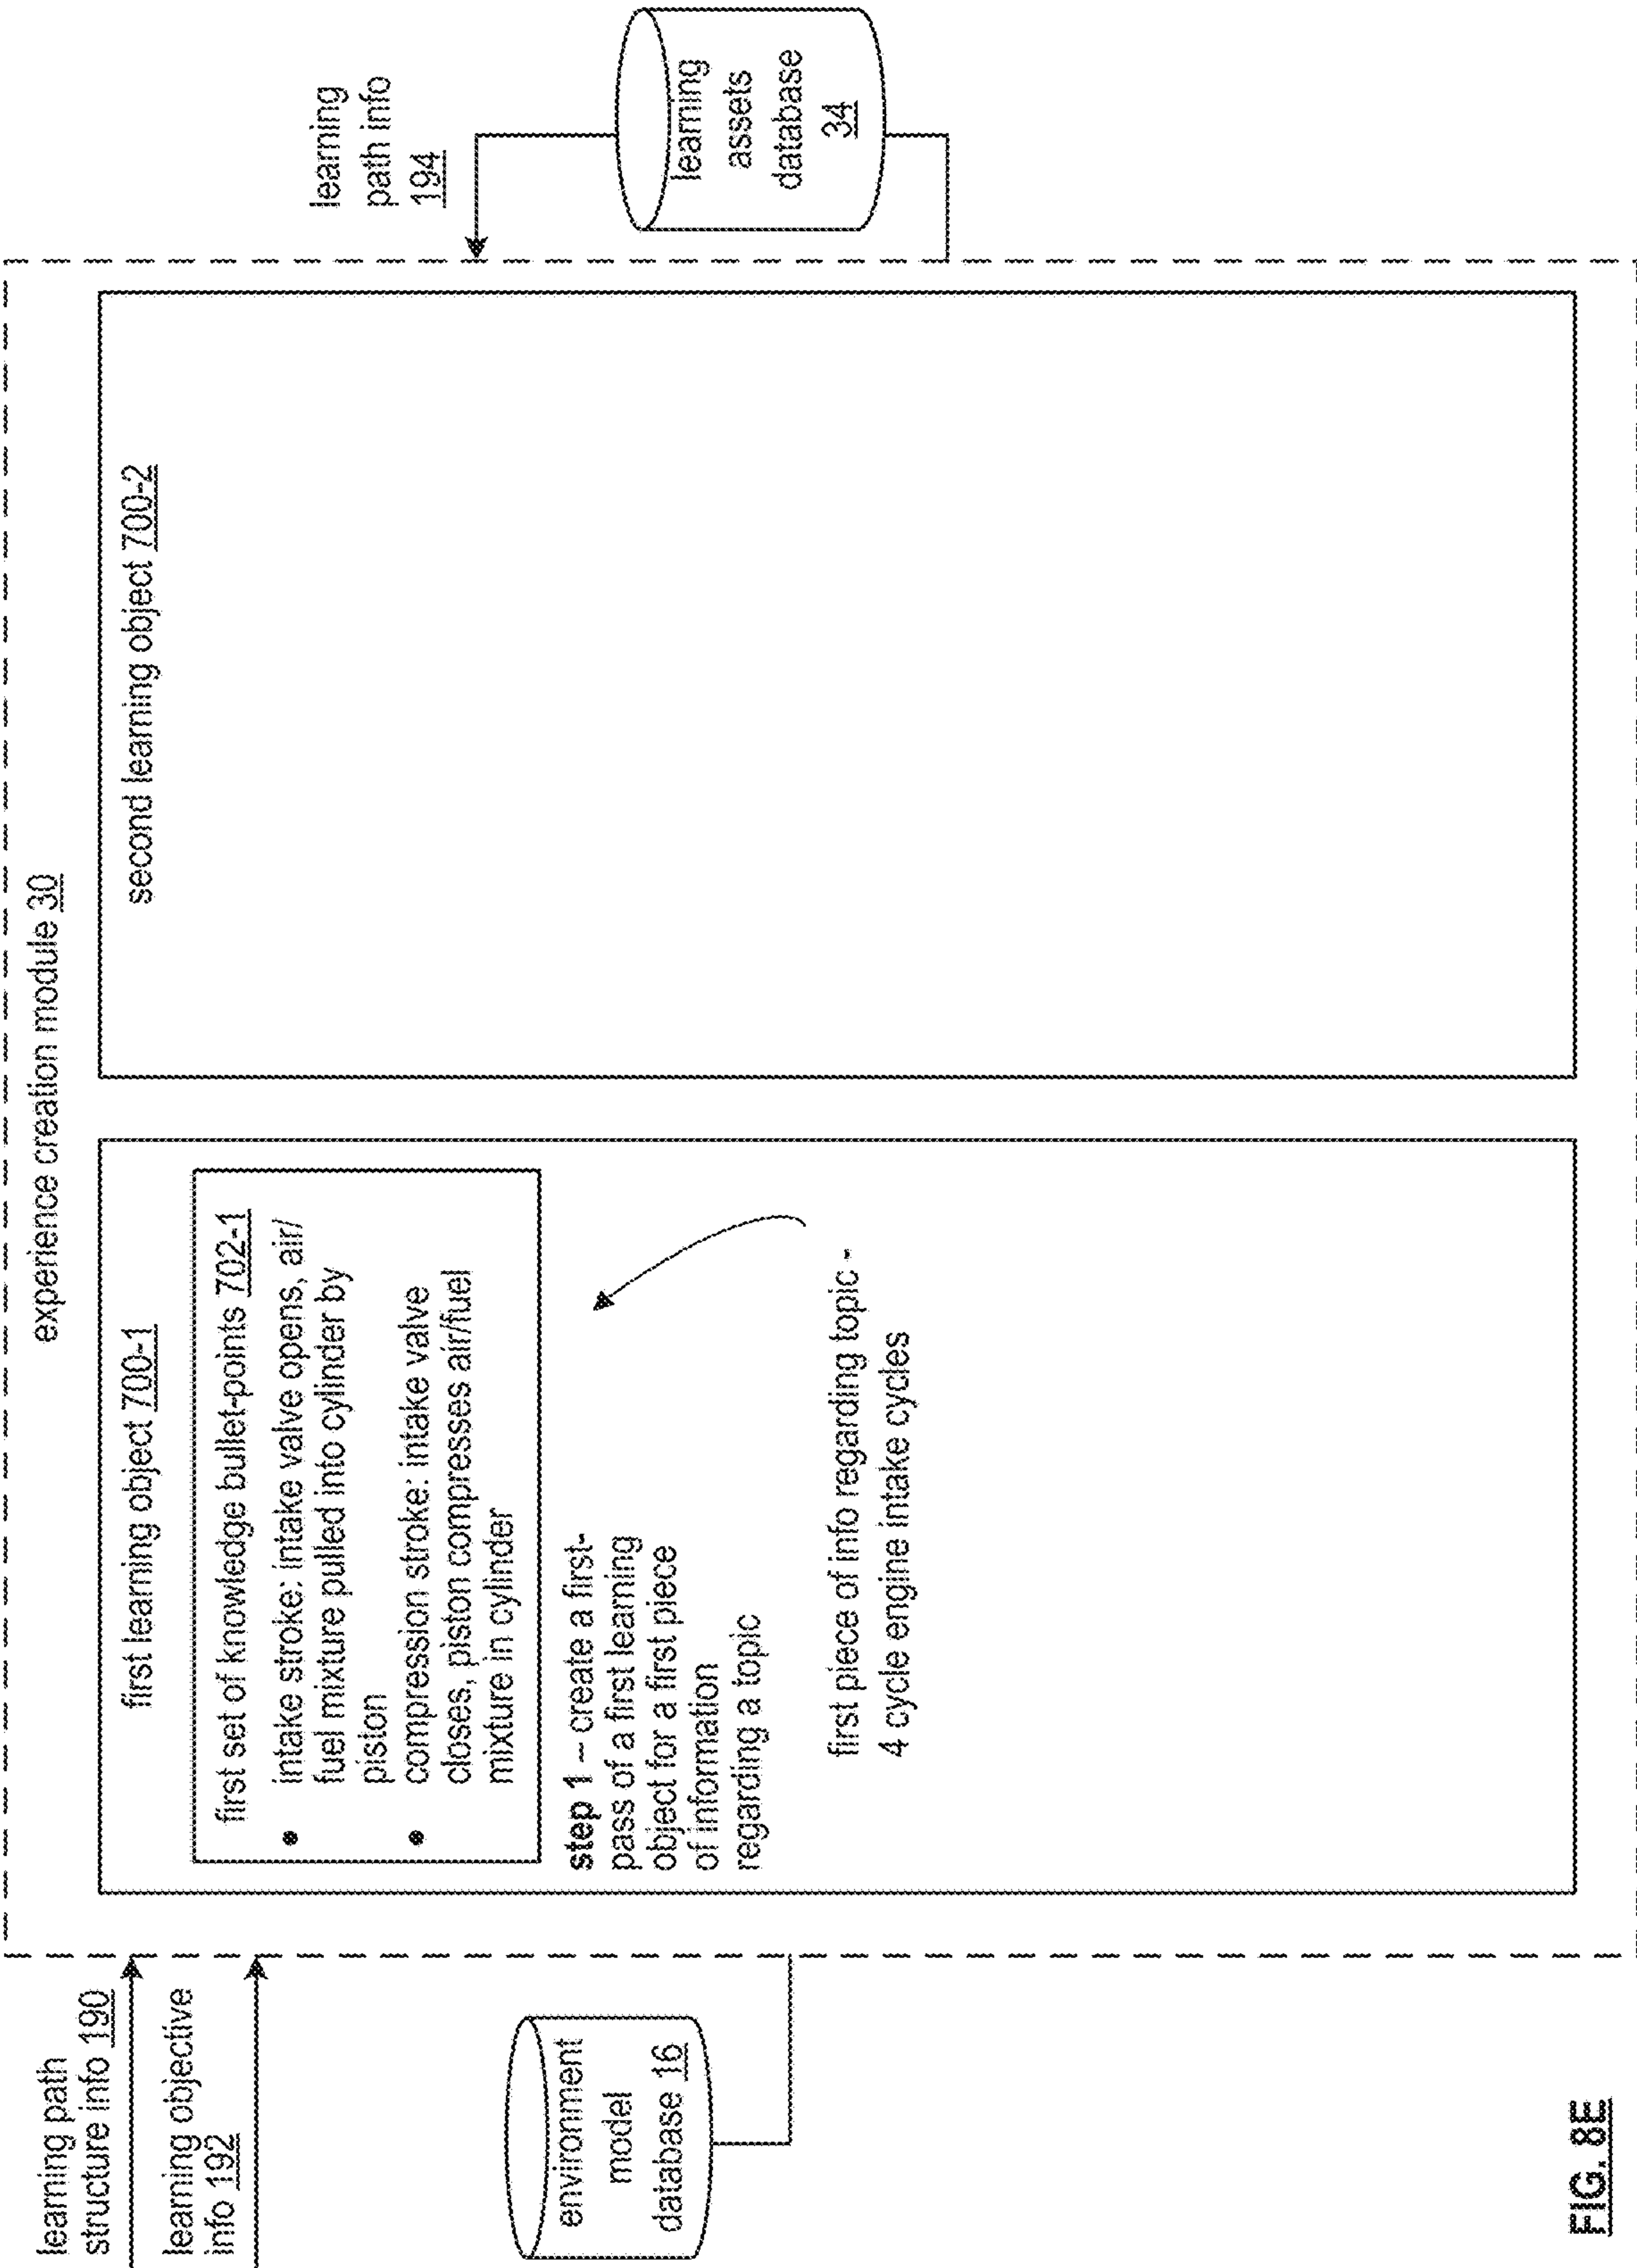 experience creation module 30
learning path
structure info 190
learning objective
info 192
environment
model
database 16
first learning object 700-1
first set of knowledge bullet-points 702-1
• intake stroke: intake valve opens, air/
fuel mixture pulled into cylinder by
piston
• compression stroke: intake valve
closes, piston compresses air/fuel
mixture in cylinder
step 1 – create a first-
pass of a first learning
object for a first piece
of information
regarding a topic
first piece of info regarding topic -
4 cycle engine intake cycles
second learning object 700-2
learning
path info
194
learning
assets
database
34
FIG. 8E